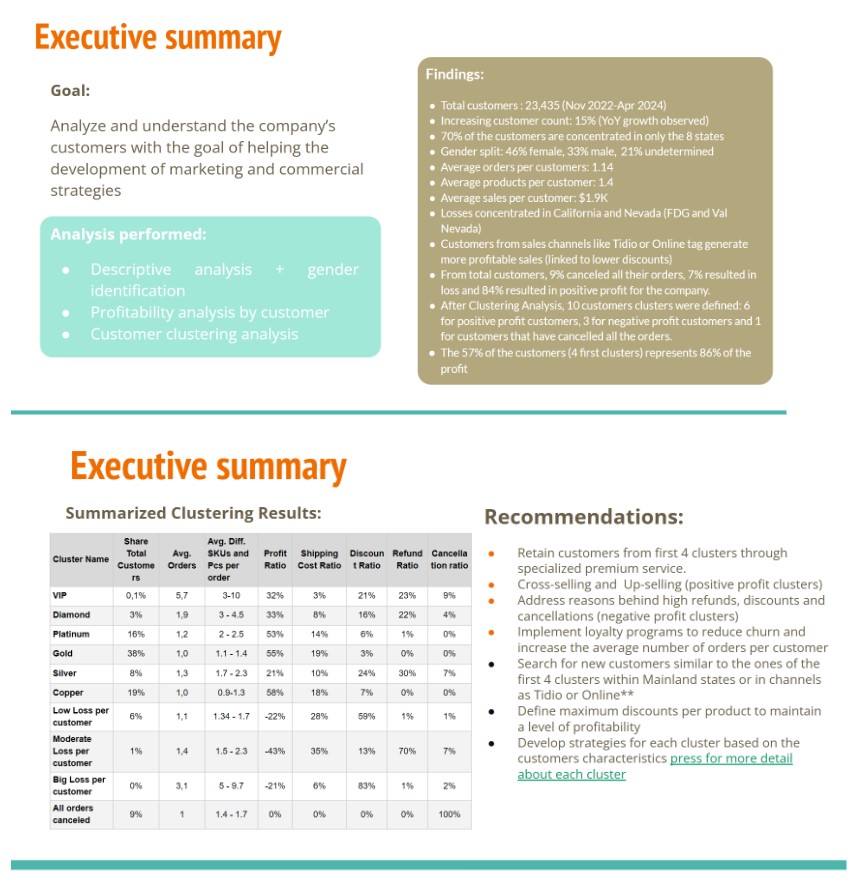 Executive summary
Goal:
Analyze and understand the company's
customers with the goal of helping the
development of marketing and commercial
strategies
Analysis performed:
● Descriptive analysis + gender
identification
● Profitability analysis by customer
● Customer clustering analysis
Findings:
● Total customers : 23,435 (Nov 2022-Apr 2024)
● Increasing customer count: 15% (YoY growth observed)
● 70% of the customers are concentrated in only the 8 states
● Gender split: 46% female, 33% male, 21% undetermined
● Average orders per customers: 1.14
● Average products per customer: 1.4
● Average sales per customer: $1.9K
● Losses concentrated in California and Nevada (FDG and Val
Nevada)
● Customers from sales channels like Tidio or Online tag generate
more profitable sales (linked to lower discounts)
● From total customers, 9% canceled all their orders, 7% resulted in
loss and 84% resulted in positive profit for the company.
● After Clustering Analysis, 10 customers clusters were defined: 6
for positive profit customers, 3 for negative profit customers and 1
for customers that have cancelled all the orders.
● The 57% of the customers (4 first clusters) represents 86% of the
profit
Executive summary
Summarized Clustering Results:
Cluster Name | Share Total Custome rs | Avg. Orders | Avg. Diff. SKUs and Pcs per order | Profit Ratio | Shipping Cost Ratio | Discoun t Ratio | Refund Ratio | Cancella tion ratio
VIP 0,1% 5,7 3-10 32% 3% 21% 23% 9%
Diamond 3% 1,9 3 - 4.5 33% 8% 16% 22% 4%
Platinum 16% 1,2 2 - 2.5 53% 14% 6% 1% 0%
Gold 38% 1,0 1.1 - 1.4 55% 19% 3% 0% 0%
Silver 8% 1,3 1.7 - 2.3 21% 10% 24% 30% 7%
Copper 19% 1,0 0.9-1.3 58% 18% 7% 0% 0%
Low Loss per customer 6% 1,1 1.34 - 1.7 -22% 28% 59% 1% 1%
Moderate Loss per customer 1% 1,4 1.5 - 2.3 -43% 35% 13% 70% 7%
Big Loss per customer 0% 3,1 5 - 9.7 -21% 6% 83% 1% 2%
All orders canceled 9% 1 1.4 - 1.7 0% 0% 0% 0% 100%
Recommendations:
● Retain customers from first 4 clusters through
specialized premium service.
● Cross-selling and Up-selling (positive profit clusters)
● Address reasons behind high refunds, discounts and
cancellations (negative profit clusters)
● Implement loyalty programs to reduce churn and
increase the average number of orders per customer
● Search for new customers similar to the ones of the
first 4 clusters within Mainland states or in channels
as Tidio or Online**
● Define maximum discounts per product to maintain
a level of profitability
● Develop strategies for each cluster based on the
customers characteristics press for more detail
about each cluster